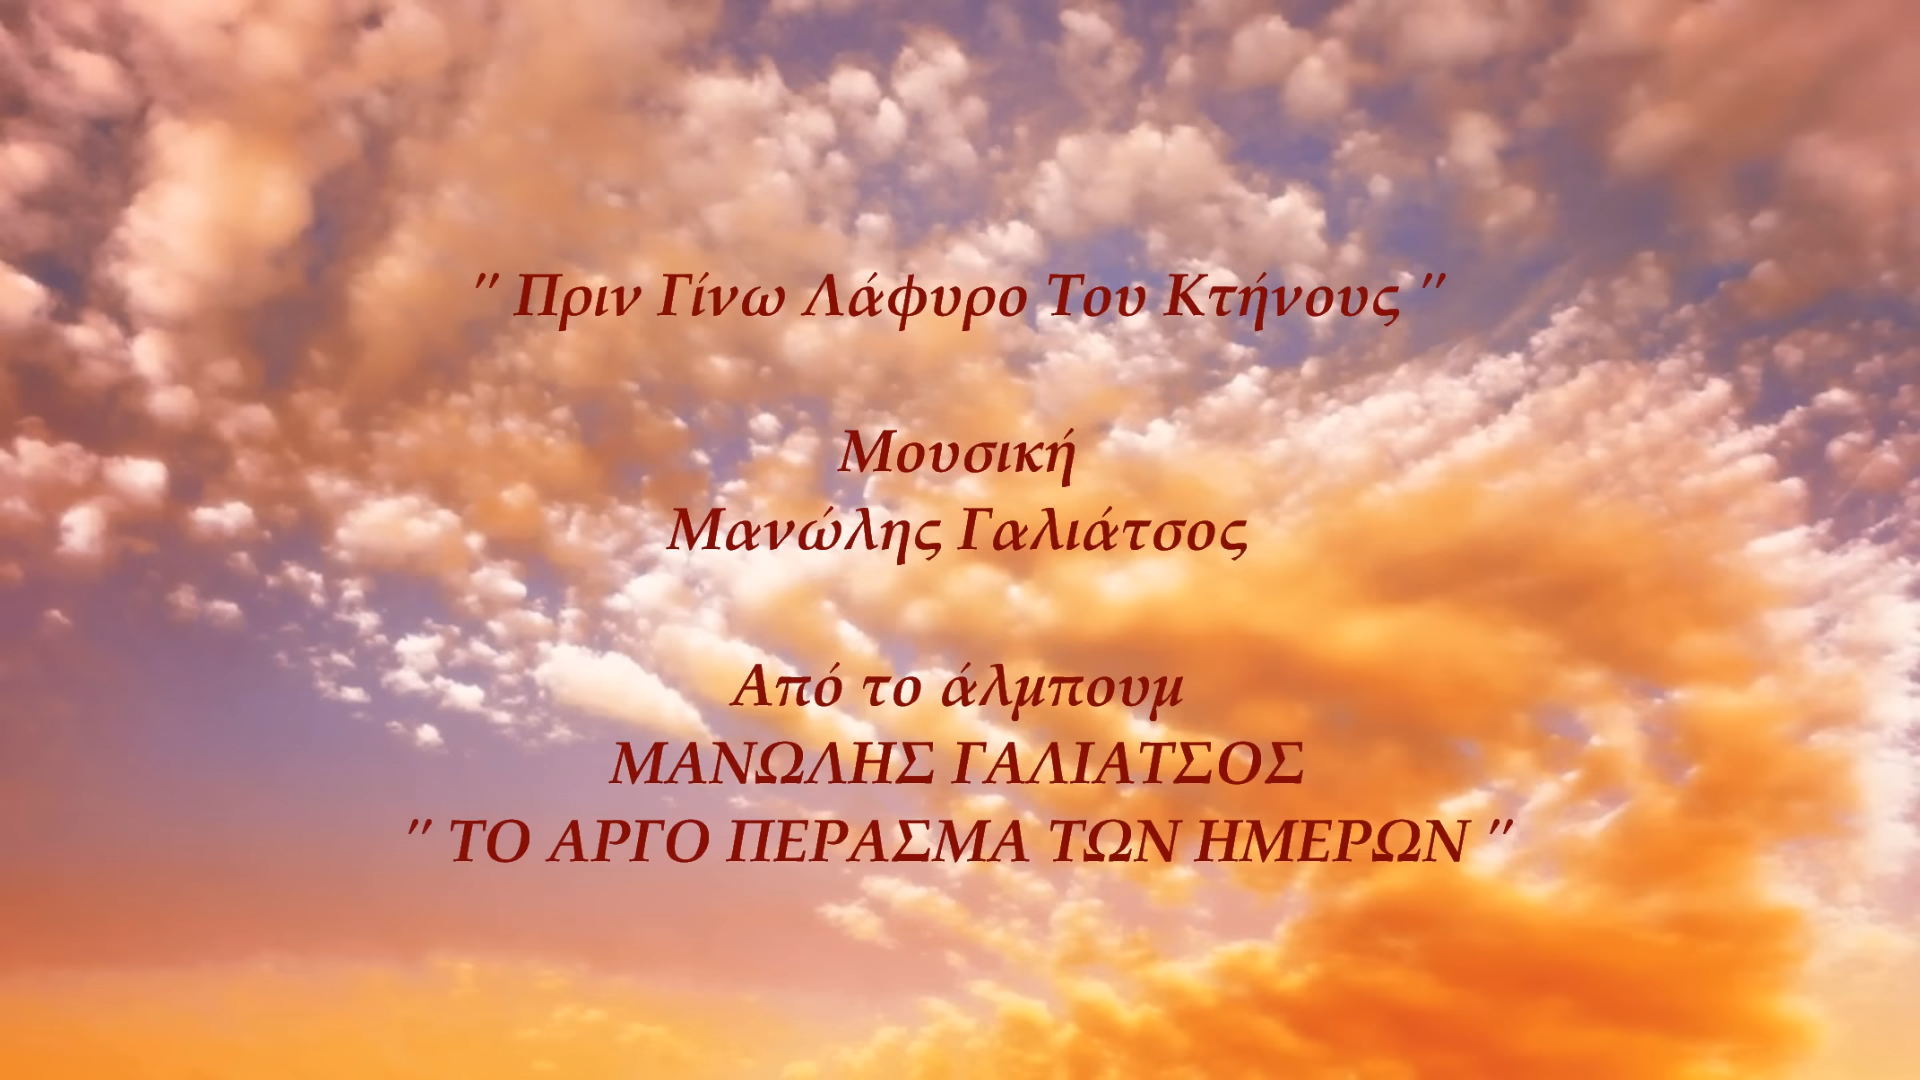 " Πριν Γίνω Λάφυρο Του Κτήνους "
Μουσική
Μανώλης Γαλιάτσος
Από το άλμπουμ
ΜΑΝΩΛΗΣ ΓΑΛΙΑΤΣΟΣ
" ΤΟ ΑΡΓΟ ΠΕΡΑΣΜΑ ΤΩΝ ΗΜΕΡΩΝ "